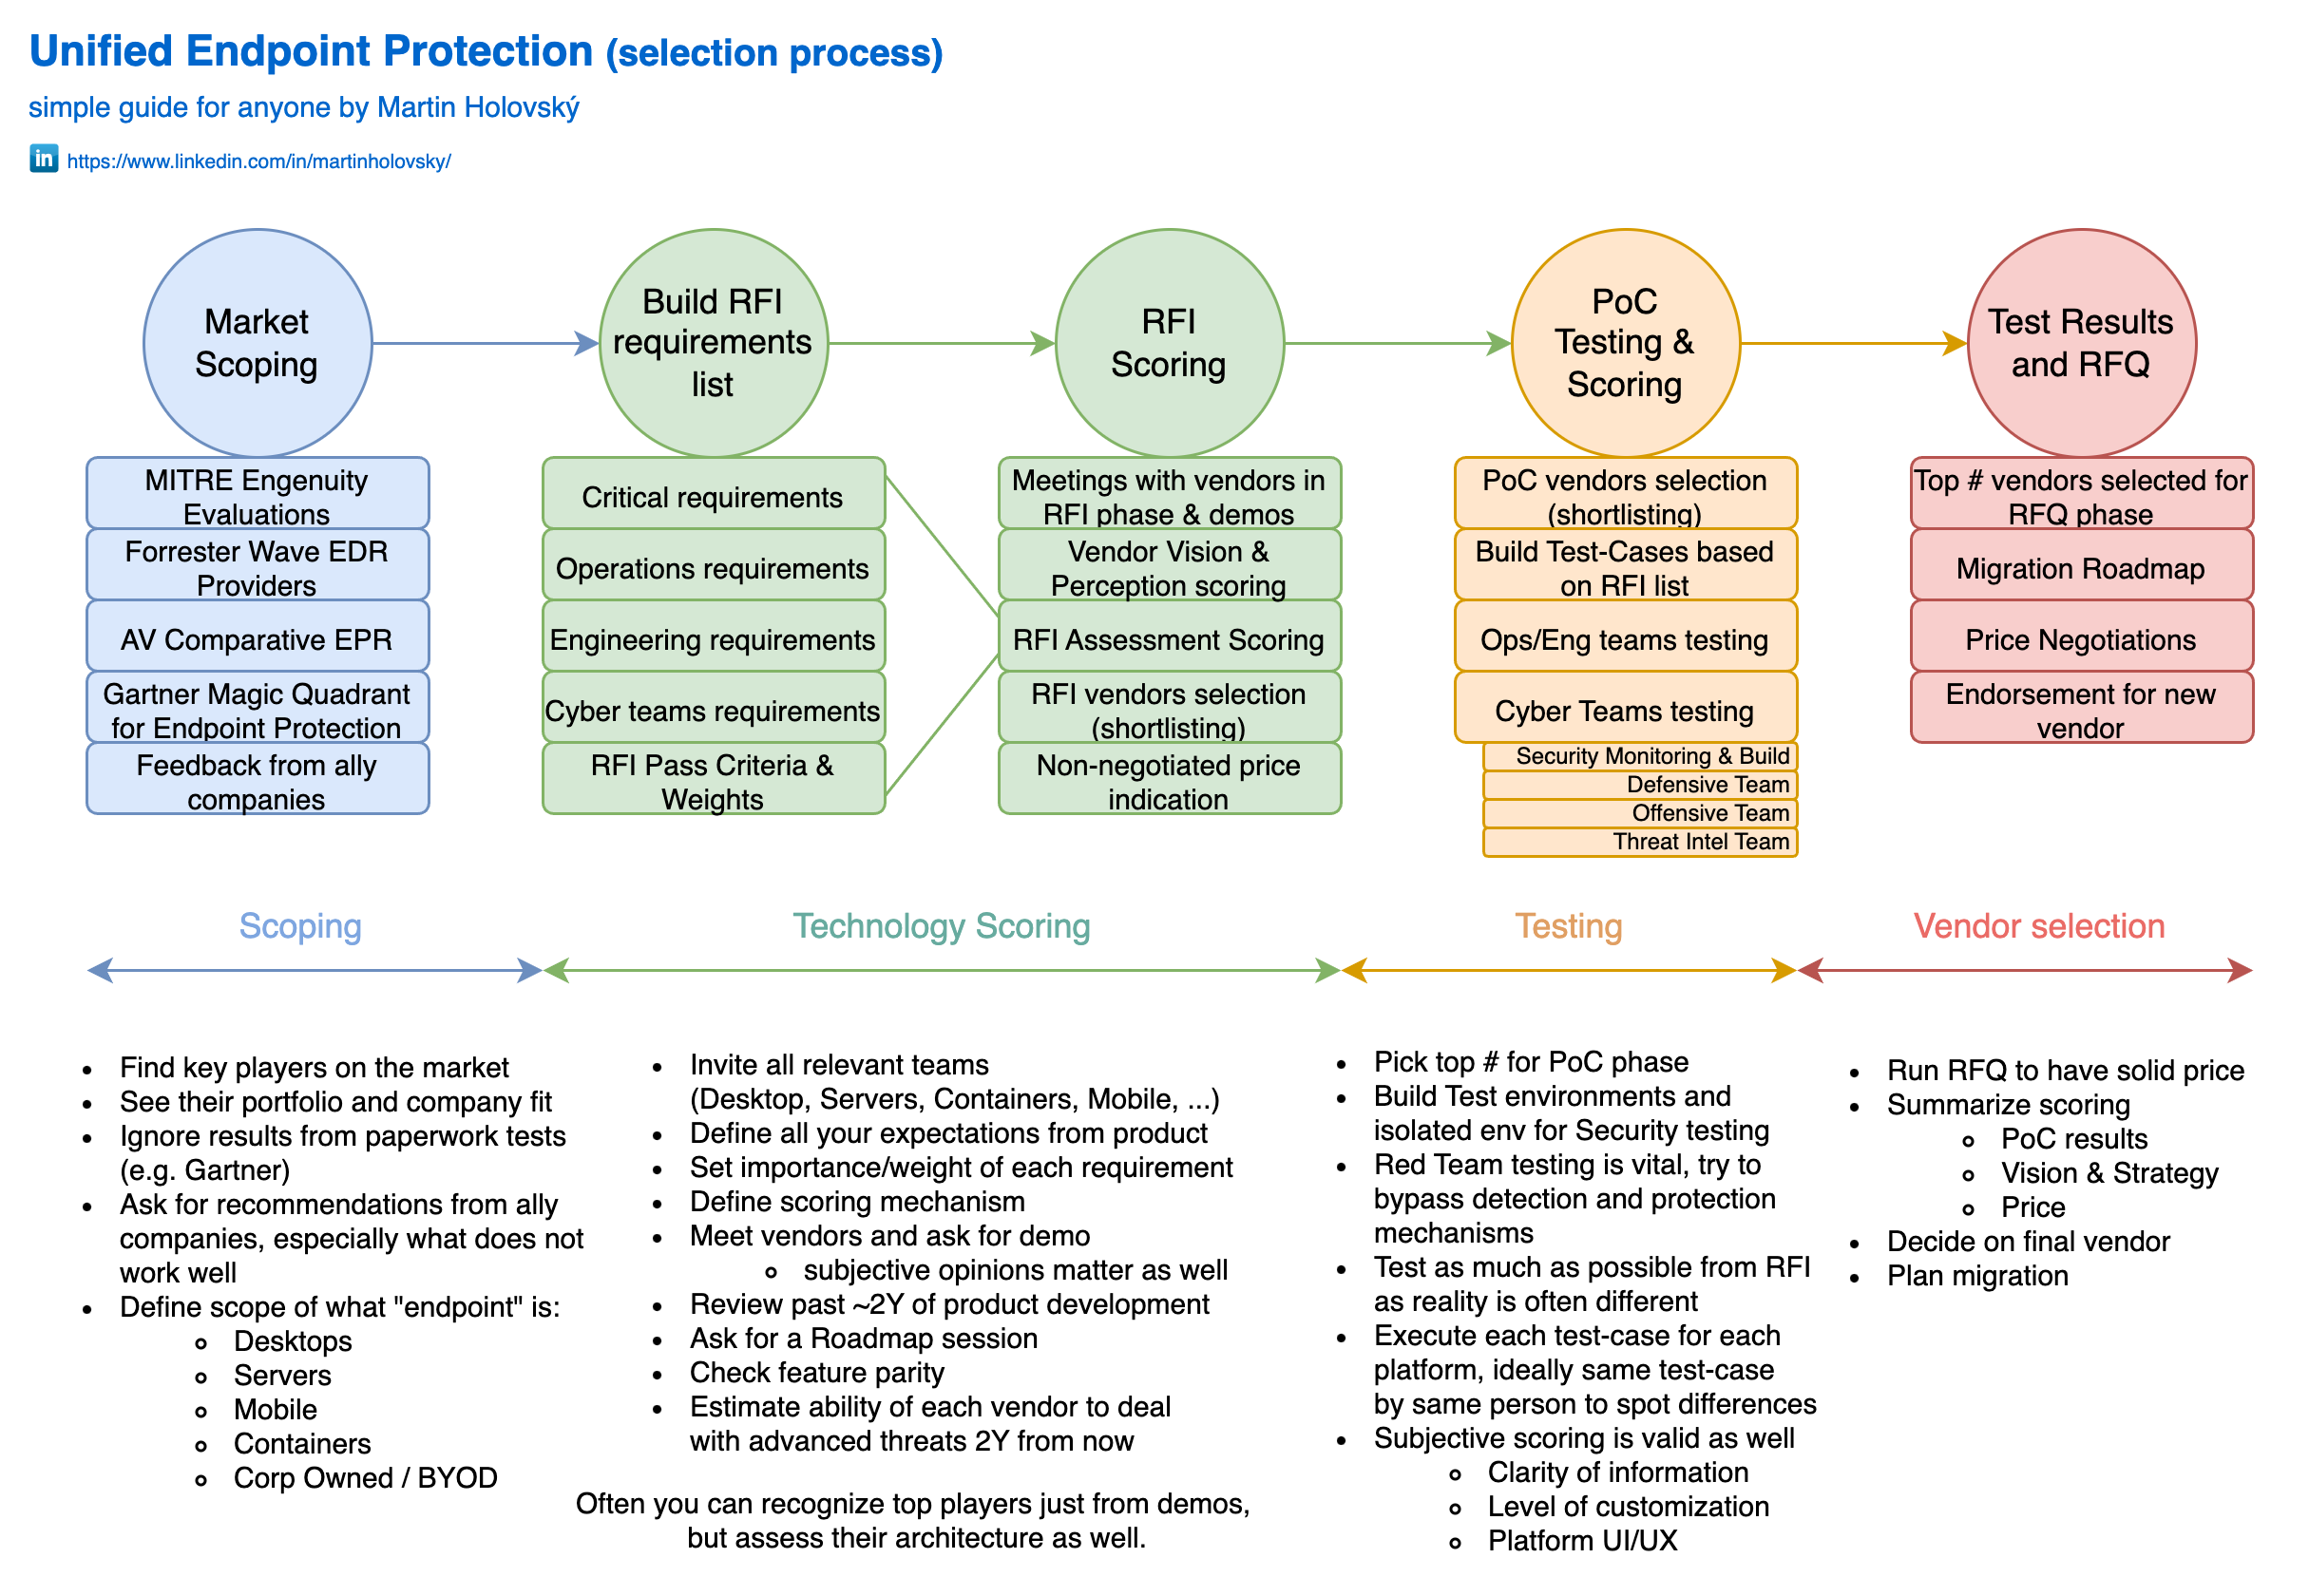 Unified Endpoint Protection (selection process)
simple guide for anyone by Martin Holovský
in https://www.linkedin.com/in/martinholovsky/
Market
Scoping
MITRE Engenuity
Evaluations
Forrester Wave EDR
Providers
AV Comparative EPR
Gartner Magic Quadrant
for Endpoint Protection
Feedback from ally
companies
Build RFI
requirements
list
Critical requirements
Operations requirements
Engineering requirements
Cyber teams requirements
RFI Pass Criteria &
Weights
RFI
Scoring
Meetings with vendors in
RFI phase & demos
Vendor Vision &
Perception scoring
RFI Assessment Scoring
RFI vendors selection
(shortlisting)
Non-negotiated price
indication
PoC
Testing &
Scoring
PoC vendors selection
(shortlisting)
Build Test-Cases based
on RFI list
Ops/Eng teams testing
Cyber Teams testing
Security Monitoring & Build
Defensive Team
Offensive Team
Threat Intel Team
Test Results
and RFQ
Top # vendors selected for
RFQ phase
Migration Roadmap
Price Negotiations
Endorsement for new
vendor
Scoping
Technology Scoring
Testing
Vendor selection
• Find key players on the market
• See their portfolio and company fit
• Ignore results from paperwork tests
(e.g. Gartner)
• Ask for recommendations from ally
companies, especially what does not
work well
• Define scope of what "endpoint" is:
◦ Desktops
◦ Servers
◦ Mobile
◦ Containers
◦ Corp Owned / BYOD
• Invite all relevant teams
(Desktop, Servers, Containers, Mobile, ...)
• Define all your expectations from product
• Set importance/weight of each requirement
• Define scoring mechanism
• Meet vendors and ask for demo
◦ subjective opinions matter as well
• Review past ~2Y of product development
• Ask for a Roadmap session
• Check feature parity
• Estimate ability of each vendor to deal
with advanced threats 2Y from now
Often you can recognize top players just from demos,
but assess their architecture as well.
• Pick top # for PoC phase
• Build Test environments and
isolated env for Security testing
• Red Team testing is vital, try to
bypass detection and protection
mechanisms
• Test as much as possible from RFI
as reality is often different
• Execute each test-case for each
platform, ideally same test-case
by same person to spot differences
• Subjective scoring is valid as well
◦ Clarity of information
◦ Level of customization
◦ Platform UI/UX
• Run RFQ to have solid price
• Summarize scoring
◦ PoC results
◦ Vision & Strategy
◦ Price
• Decide on final vendor
• Plan migration